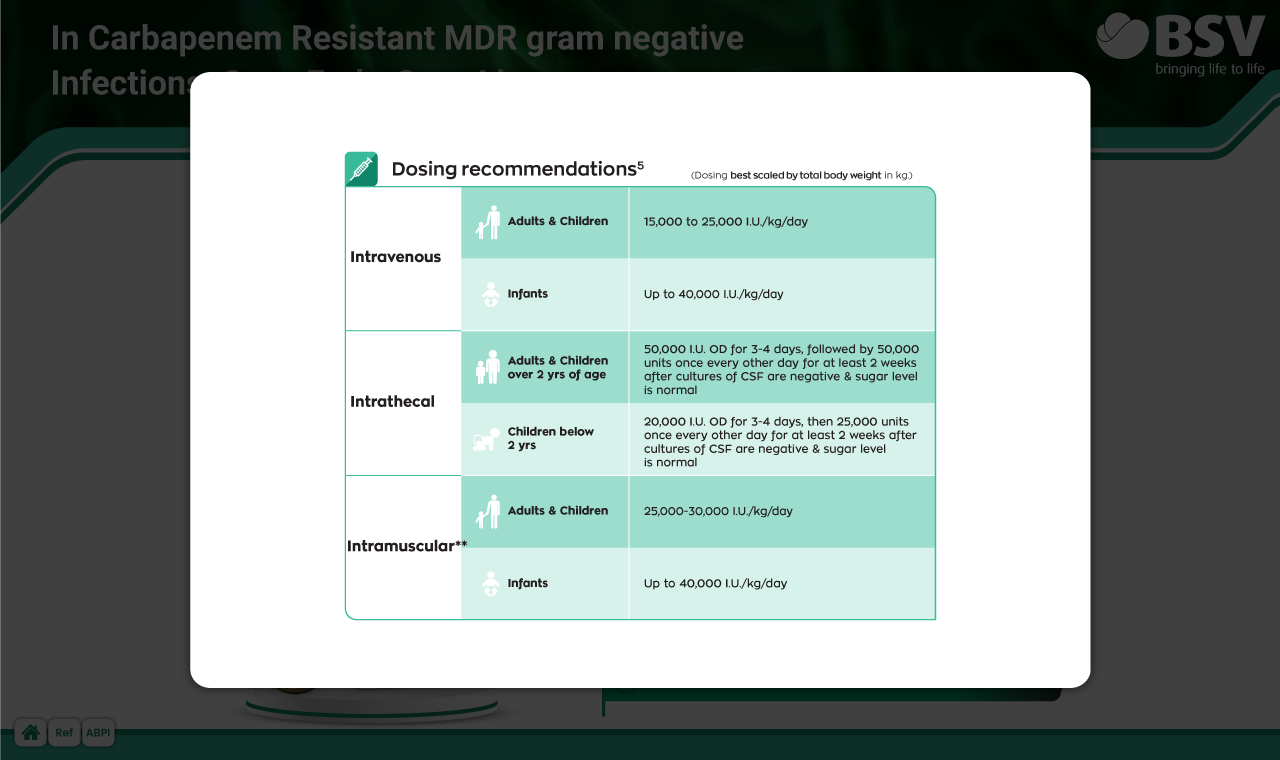 In Carbapenem Resistant MDR gram negative
Infections
BSV
bringing life to life
Dosing recommendations5
(Dosing best scaled by total body weight in kg.)
Intravenous
Adults & Children
15,000 to 25,000 I.U./kg/day
Infants
Up to 40,000 I.U./kg/day
Intrathecal
Adults & Children
over 2 yrs of age
50,000 I.U. OD for 3-4 days, followed by 50,000
units once every other day for at least 2 weeks
after cultures of CSF are negative & sugar level
is normal
Children below
2 yrs
20,000 I.U. OD for 3-4 days, then 25,000 units
once every other day for at least 2 weeks after
cultures of CSF are negative & sugar level
is normal
Intramuscular**
Adults & Children
25,000-30,000 I.U./kg/day
Infants
Up to 40,000 I.U./kg/day
Ref
ABPI